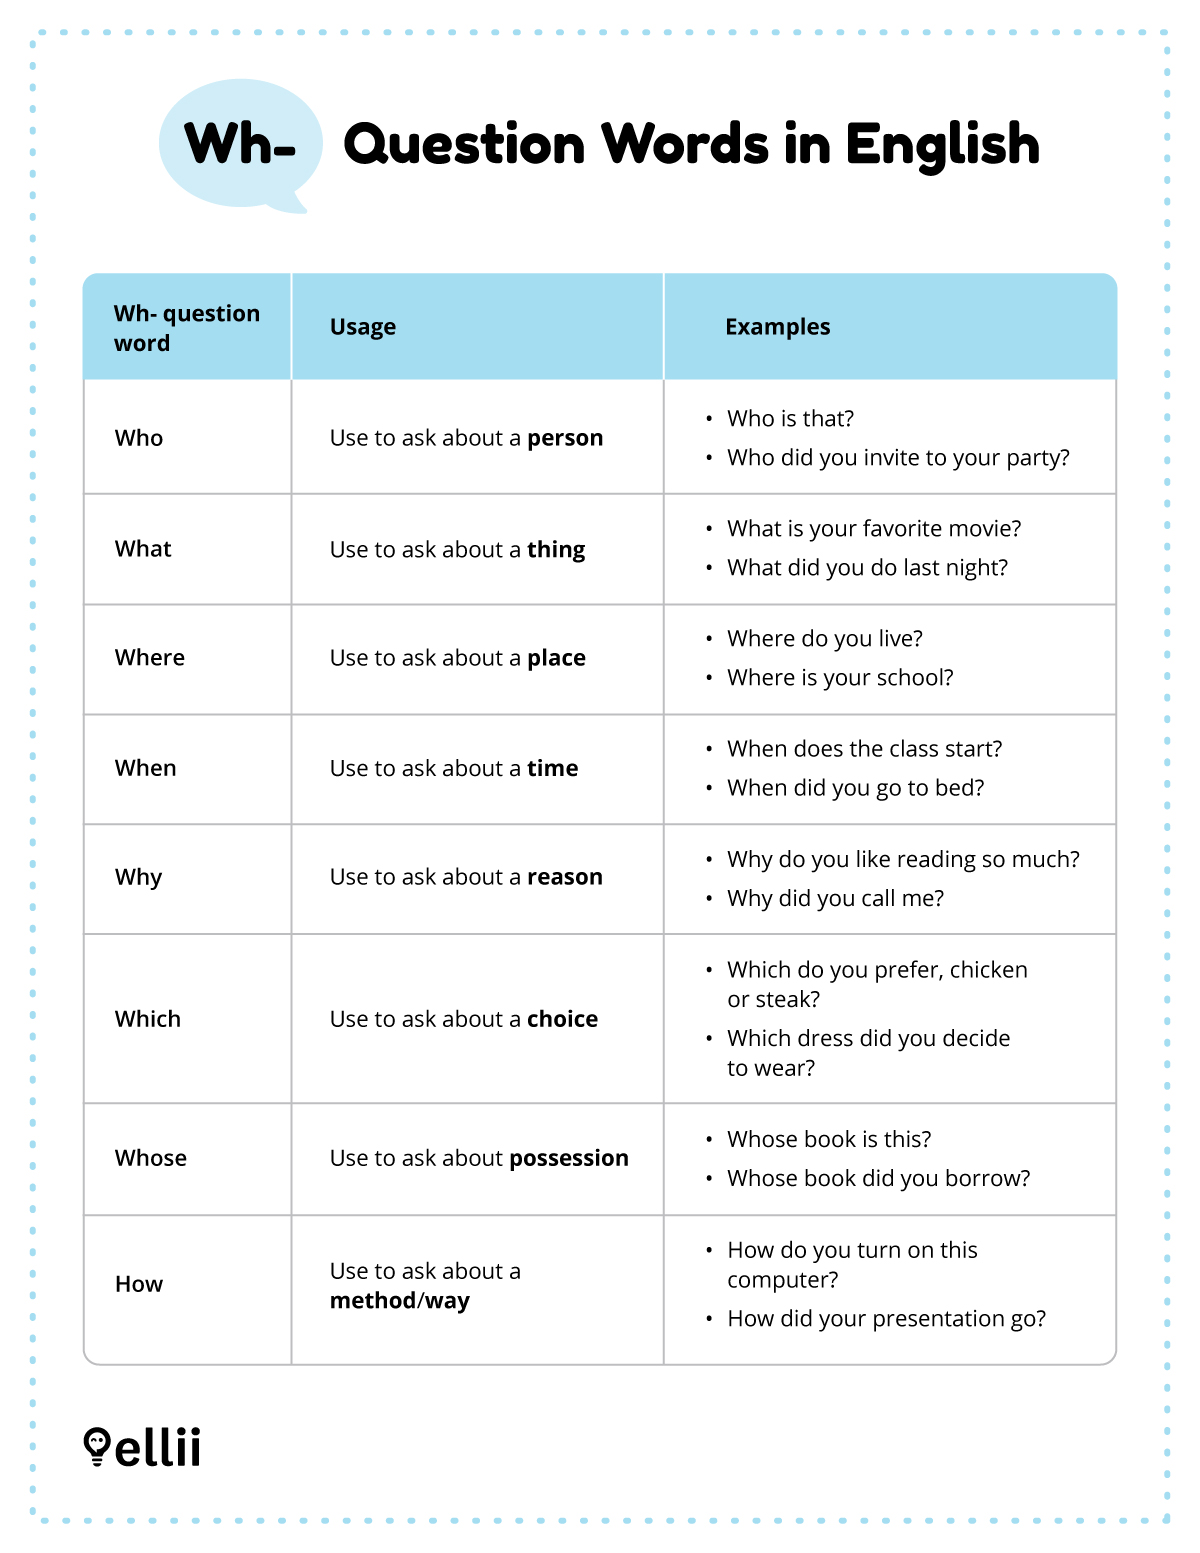 Wh- Question Words in English
Wh- question
word
Usage
Examples
Who
Use to ask about a person
• Who is that?
• Who did you invite to your party?
What
Use to ask about a thing
• What is your favorite movie?
• What did you do last night?
Where
Use to ask about a place
• Where do you live?
• Where is your school?
When
Use to ask about a time
• When does the class start?
• When did you go to bed?
Why
Use to ask about a reason
• Why do you like reading so much?
• Why did you call me?
Which
Use to ask about a choice
• Which do you prefer, chicken
or steak?
• Which dress did you decide
to wear?
Whose
Use to ask about possession
• Whose book is this?
• Whose book did you borrow?
How
Use to ask about a
method/way
• How do you turn on this
computer?
• How did your presentation go?
ellii